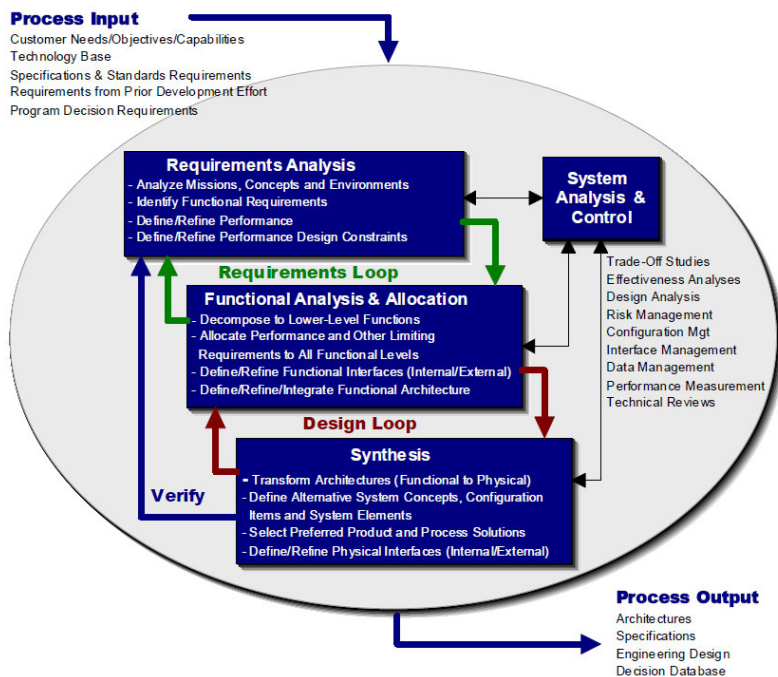 Process Input
Customer Needs/Objectives/Capabilities
Technology Base
Specifications & Standards Requirements
Requirements from Prior Development Effort
Program Decision Requirements
Requirements Analysis
- Analyze Missions, Concepts and Environments
- Identify Functional Requirements
- Define/Refine Performance
- Define/Refine Performance Design Constraints
System
Analysis &
Control
Trade-Off Studies
Effectiveness Analyses
Design Analysis
Risk Management
Configuration Mgt
Interface Management
Data Management
Performance Measurement
Technical Reviews
Requirements Loop
Functional Analysis & Allocation
- Decompose to Lower-Level Functions
- Allocate Performance and Other Limiting
Requirements to All Functional Levels
- Define/Refine Functional Interfaces (Internal/External)
- Define/Refine/Integrate Functional Architecture
Design Loop
Synthesis
- Transform Architectures (Functional to Physical)
- Define Alternative System Concepts, Configuration
Items and System Elements
- Select Preferred Product and Process Solutions
- Define/Refine Physical Interfaces (Internal/External)
Verify
Process Output
Architectures
Specifications
Engineering Design
Decision Database